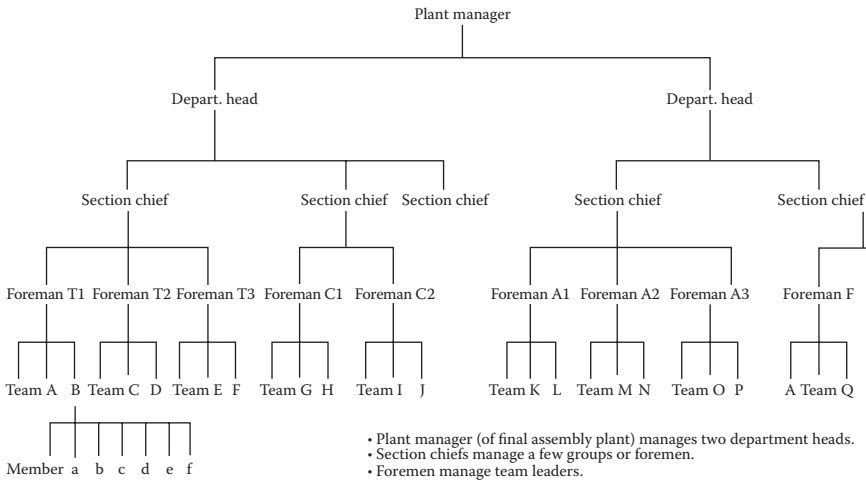 Plant manager
Depart. head Depart. head
Section chief Section chief Section chief Section chief Section chief
Foreman T1 Foreman T2 Foreman T3 Foreman C1 Foreman C2 Foreman A1 Foreman A2 Foreman A3 Foreman F
Team A B Team C D Team E F Team G H Team I J Team K L Team M N Team O P A Team Q
Member a b c d e f
• Plant manager (of final assembly plant) manages two department heads.
• Section chiefs manage a few groups or foremen.
• Foremen manage team leaders.